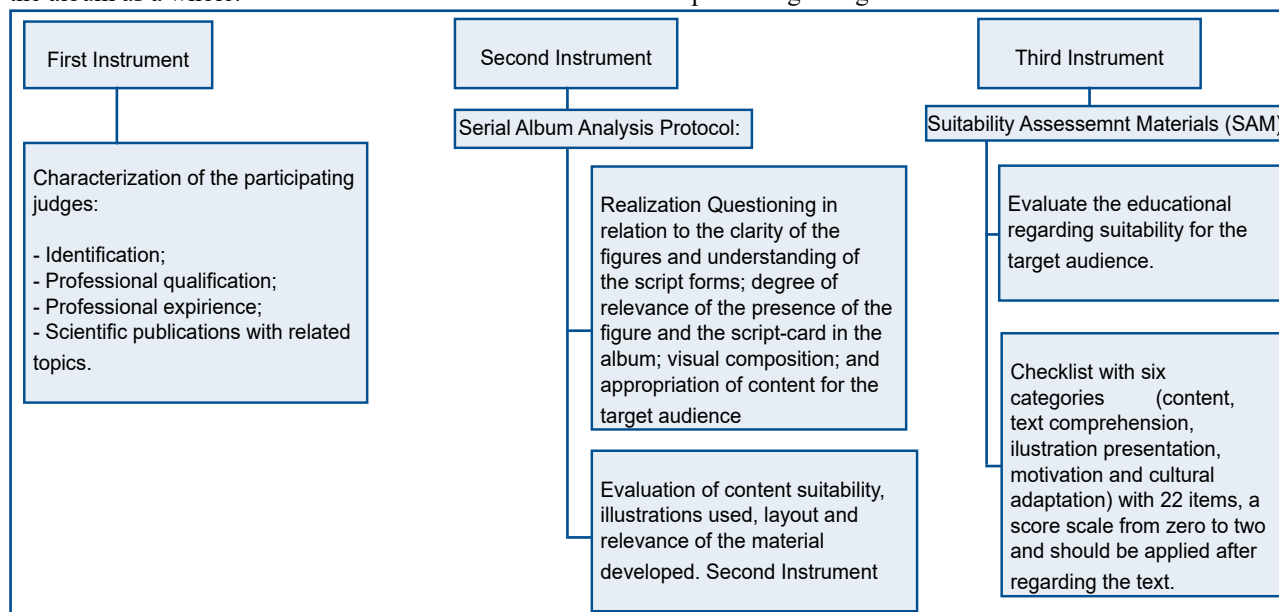 First Instrument
Characterization of the participating
judges:
- Identification;
- Professional qualification;
- Professional expirience;
- Scientific publications with related
topics.
Second Instrument
Serial Album Analysis Protocol:
Realization Questioning in
relation to the clarity of the
figures and understanding of
the script forms; degree of
relevance of the presence of the
figure and the script-card in the
album; visual composition; and
appropriation of content for the
target audience
Evaluation of content suitability,
illustrations used, layout and
relevance of the material
developed. Second Instrument
Third Instrument
Suitability Assessemnt Materials (SAM)
Evaluate the educational
regarding suitability for the
target audience.
Checklist with six
categories (content,
text comprehension,
ilustration presentation,
motivation and cultural
adaptation) with 22 items, a
score scale from zero to two
and should be applied after
regarding the text.